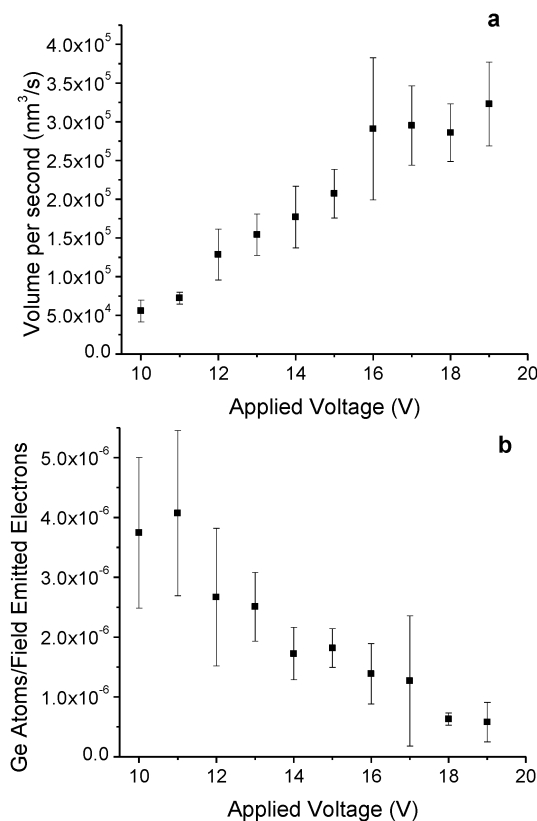 a
Volume per second (nm³/s)
4.0x10⁵
3.5x10⁵
3.0x10⁵
2.5x10⁵
2.0x10⁵
1.5x10⁵
1.0x10⁵
5.0x10⁴
0.0
10 12 14 16 18 20
Applied Voltage (V)
b
Ge Atoms/Field Emitted Electrons
5.0x10⁻⁶
4.0x10⁻⁶
3.0x10⁻⁶
2.0x10⁻⁶
1.0x10⁻⁶
0.0
10 12 14 16 18 20
Applied Voltage (V)